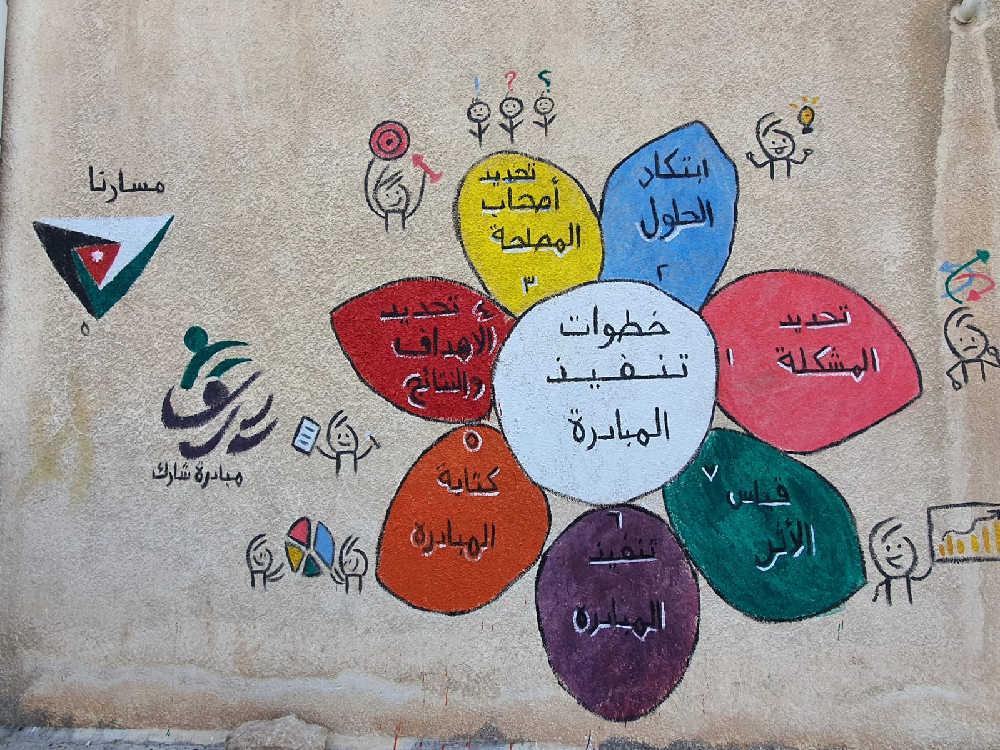 خطوات
تنفيذ
المبادرة
تحديد
المشكلة
١
ابتكار
الحلول
٢
تحديد
أصحاب
المصلحة
٣
٤ تحديد
الاهداف
والنتائج
٥
كتابة
المبادرة
٦
تنفيذ
المبادرة
٧
قياس
الأثر
؟
?
!
مسارنا
مبادرة شارك